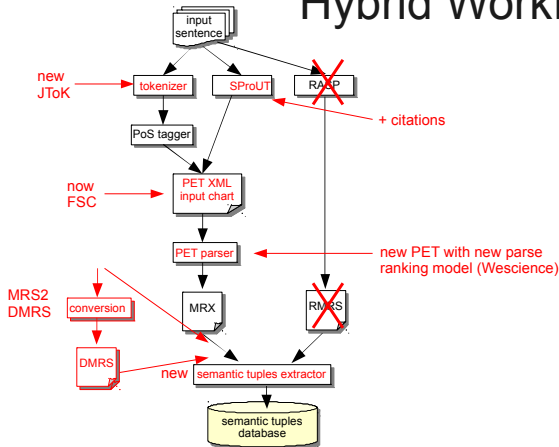 Hybrid Workf
input
sentence
new
JToK
tokenizer
SProUT
RASP
+ citations
PoS tagger
now
FSC
PET XML
input chart
PET parser
new PET with new parse
ranking model (Wescience)
MRS2
DMRS
conversion
MRX
RMRS
DMRS
new
semantic tuples extractor
semantic tuples
database